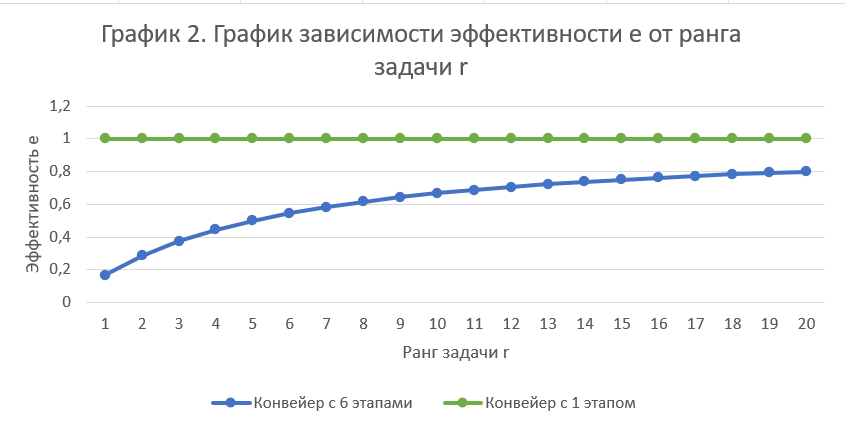 График 2. График зависимости эффективности e от ранга
задачи r
1,2
1
0,8
0,6
0,4
0,2
0
Эффективность e
1 2 3 4 5 6 7 8 9 10 11 12 13 14 15 16 17 18 19 20
Ранг задачи r
Конвейер с 6 этапами Конвейер с 1 этапом